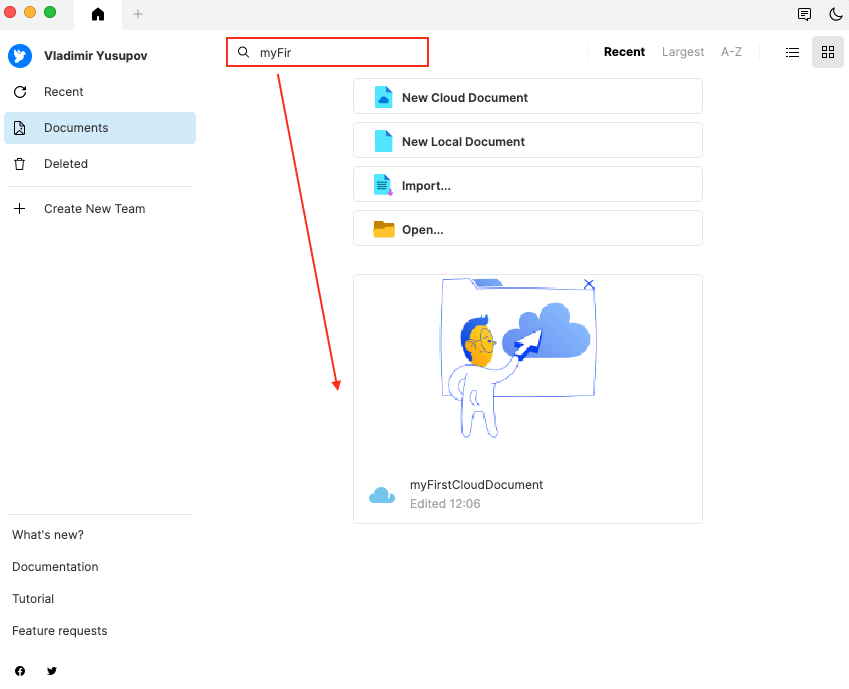 Vladimir Yusupov
Recent
Documents
Deleted
Create New Team
What's new?
Documentation
Tutorial
Feature requests
myFir
Recent Largest A-Z
New Cloud Document
New Local Document
Import...
Open...
myFirstCloudDocument
Edited 12:06